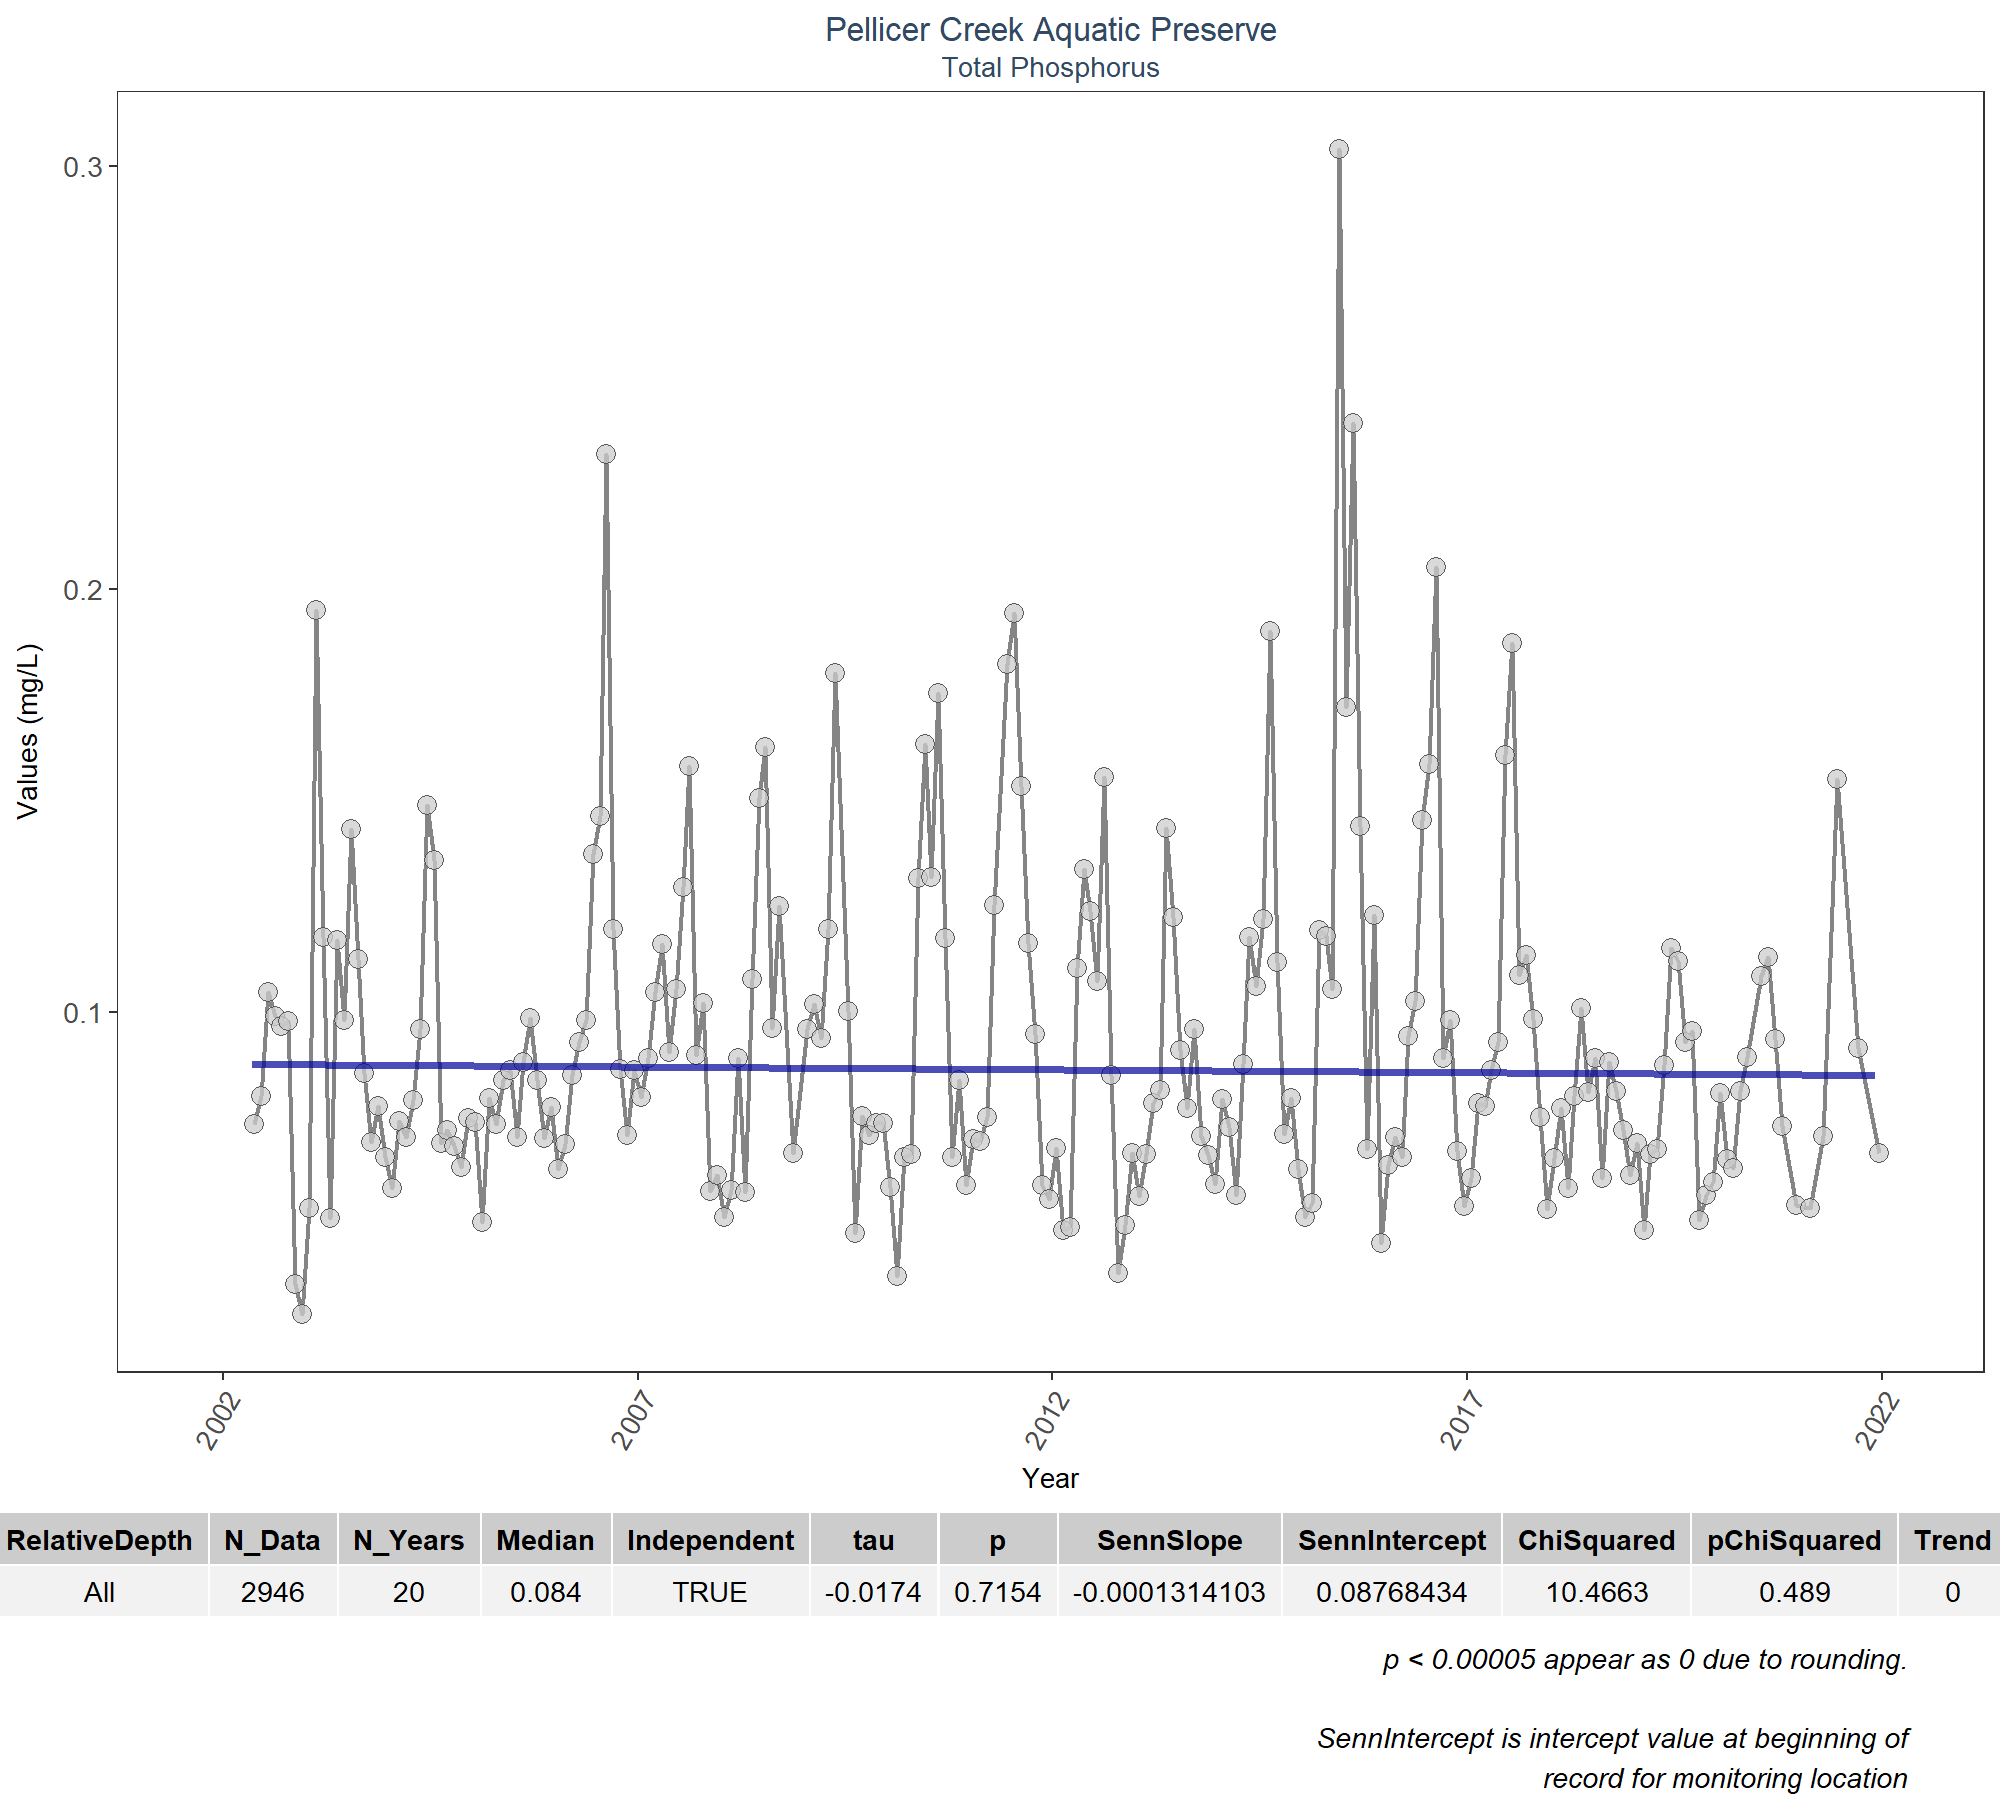 Pellicer Creek Aquatic Preserve
Total Phosphorus
0.3
0.2
0.1
Values (mg/L)
2002 2007 2012 2017 2022
Year
RelativeDepth N_Data N_Years Median Independent tau p SennSlope SennIntercept ChiSquared pChiSquared Trend
All 2946 20 0.084 TRUE -0.0174 0.7154 -0.0001314103 0.08768434 10.4663 0.489 0
p < 0.00005 appear as 0 due to rounding.
SennIntercept is intercept value at beginning of
record for monitoring location